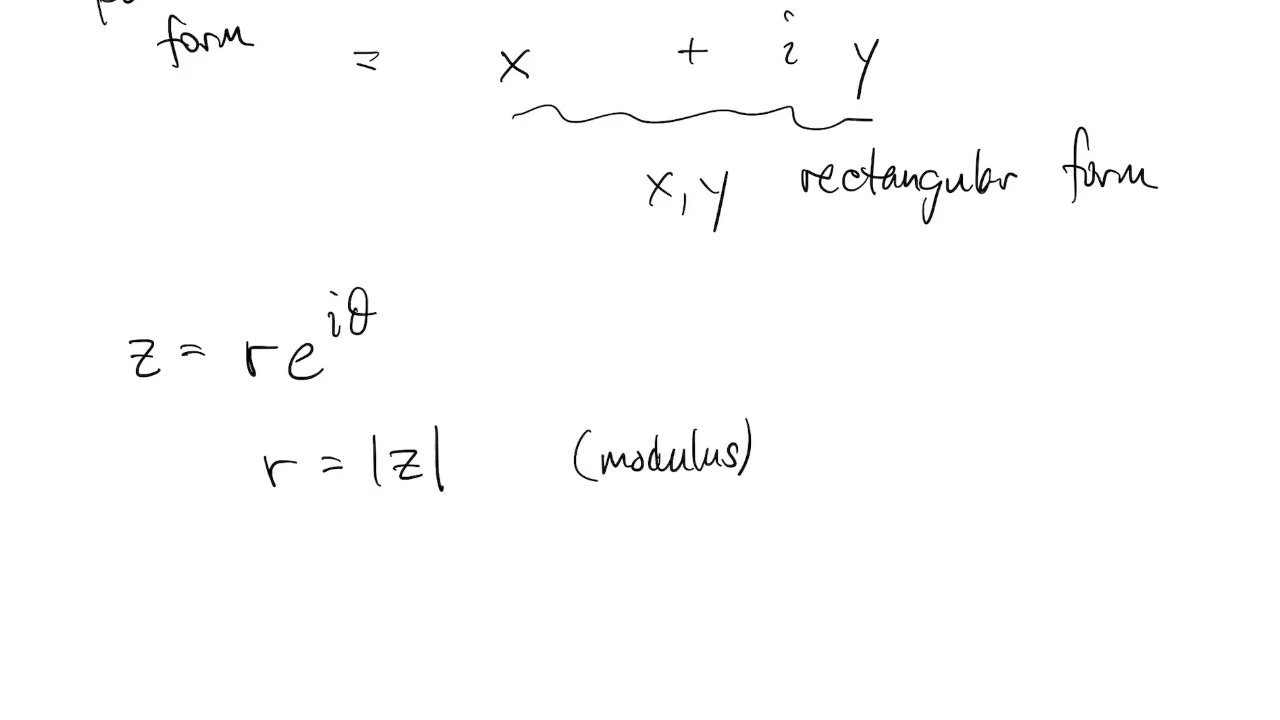 form = x + i y
x, y rectangular form
z = re^{iθ}
r = |z| (modulus)